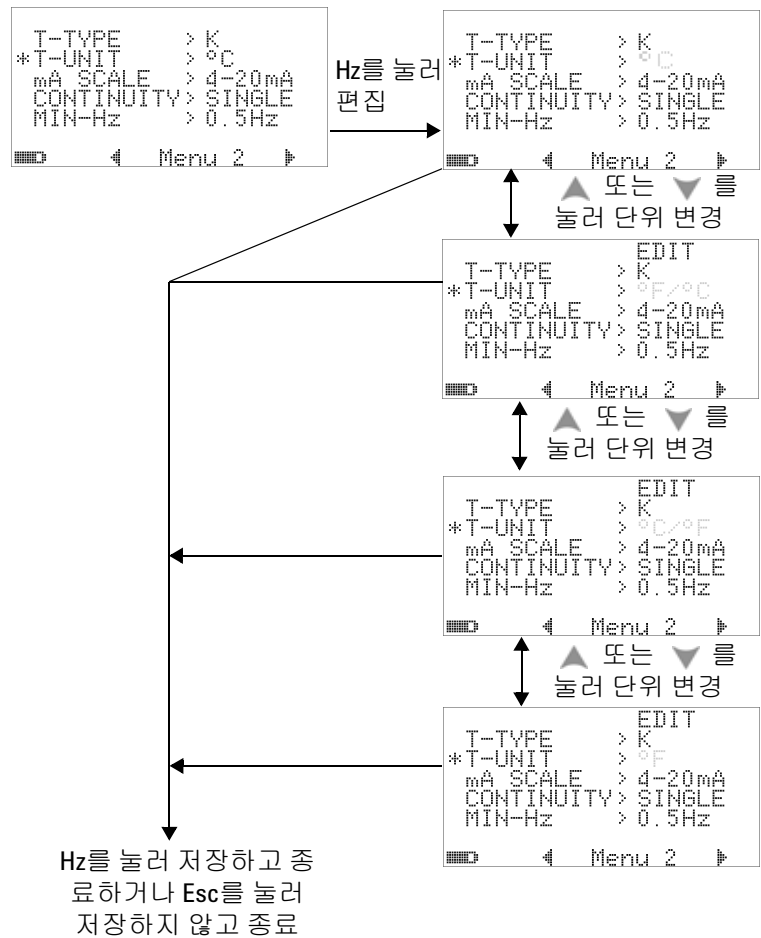 T-TYPE > K
*T-UNIT > °C
mA SCALE > 4-20mA
CONTINUITY> SINGLE
MIN-Hz > 0.5Hz
Menu 2
Hz를 눌러
편집
T-TYPE > K
*T-UNIT > °C
mA SCALE > 4-20mA
CONTINUITY> SINGLE
MIN-Hz > 0.5Hz
Menu 2
또는 를
눌러 단위 변경
EDIT
T-TYPE > K
*T-UNIT > °F/°C
mA SCALE > 4-20mA
CONTINUITY> SINGLE
MIN-Hz > 0.5Hz
Menu 2
또는 를
눌러 단위 변경
EDIT
T-TYPE > K
*T-UNIT > °C/°F
mA SCALE > 4-20mA
CONTINUITY> SINGLE
MIN-Hz > 0.5Hz
Menu 2
또는 를
눌러 단위 변경
EDIT
T-TYPE > K
*T-UNIT > °F
mA SCALE > 4-20mA
CONTINUITY> SINGLE
MIN-Hz > 0.5Hz
Menu 2
Hz를 눌러 저장하고 종
료하거나 Esc를 눌러
저장하지 않고 종료